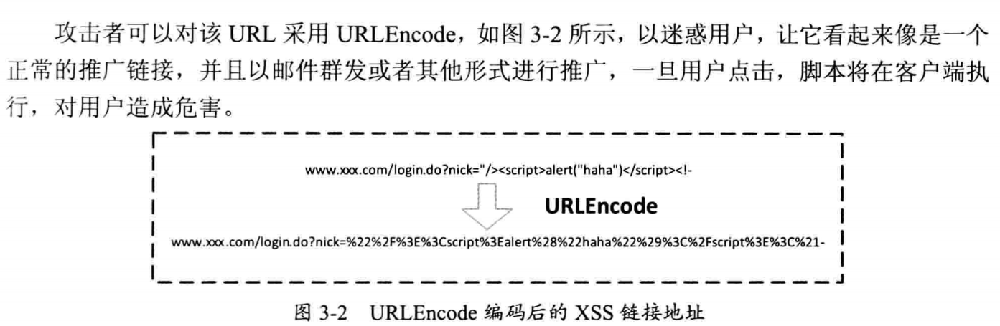 攻击者可以对该 URL 采用 URLEncode，如图 3-2 所示，以迷惑用户，让它看起来像是一个
正常的推广链接，并且以邮件群发或者其他形式进行推广，一旦用户点击，脚本将在客户端执
行，对用户造成危害。
www.xxx.com/login.do?nick="/><script>alert("haha")</script><!-
URLEncode
www.xxx.com/login.do?nick=%22%2F%3E%3Cscript%3Ealert%28%22haha%22%29%3C%2Fscript%3E%3C%21-
图 3-2 URLEncode 编码后的 XSS 链接地址